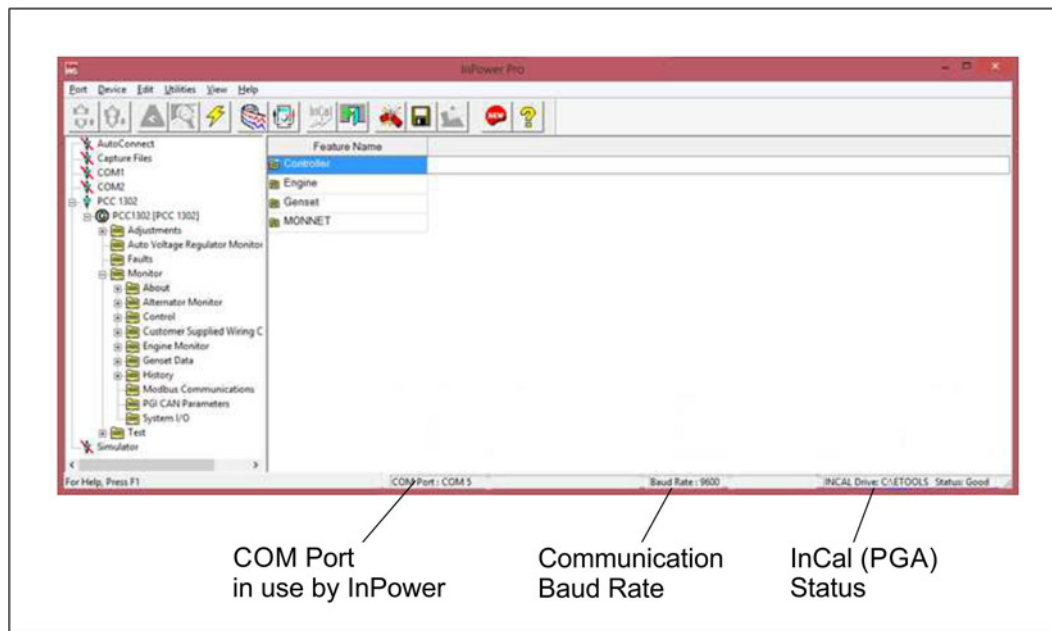 InPower Pro
Port Device Edit Utilities View Help
InCal
NEW
AutoConnect
Capture Files
COM1
COM2
PCC 1302
PCC1302 [PCC 1302]
Adjustments
Auto Voltage Regulator Monitor
Faults
Monitor
About
Alternator Monitor
Control
Customer Supplied Wiring C
Engine Monitor
Genset Data
History
Modbus Communications
PGI CAN Parameters
System I/O
Test
Simulator
Feature Name
Controller
Engine
Genset
MONNET
For Help, Press F1 COM Port : COM 5 Baud Rate : 9600 INCAL Drive: C:\ETOOLS Status: Good
COM Port
in use by InPower
Communication
Baud Rate
InCal (PGA)
Status